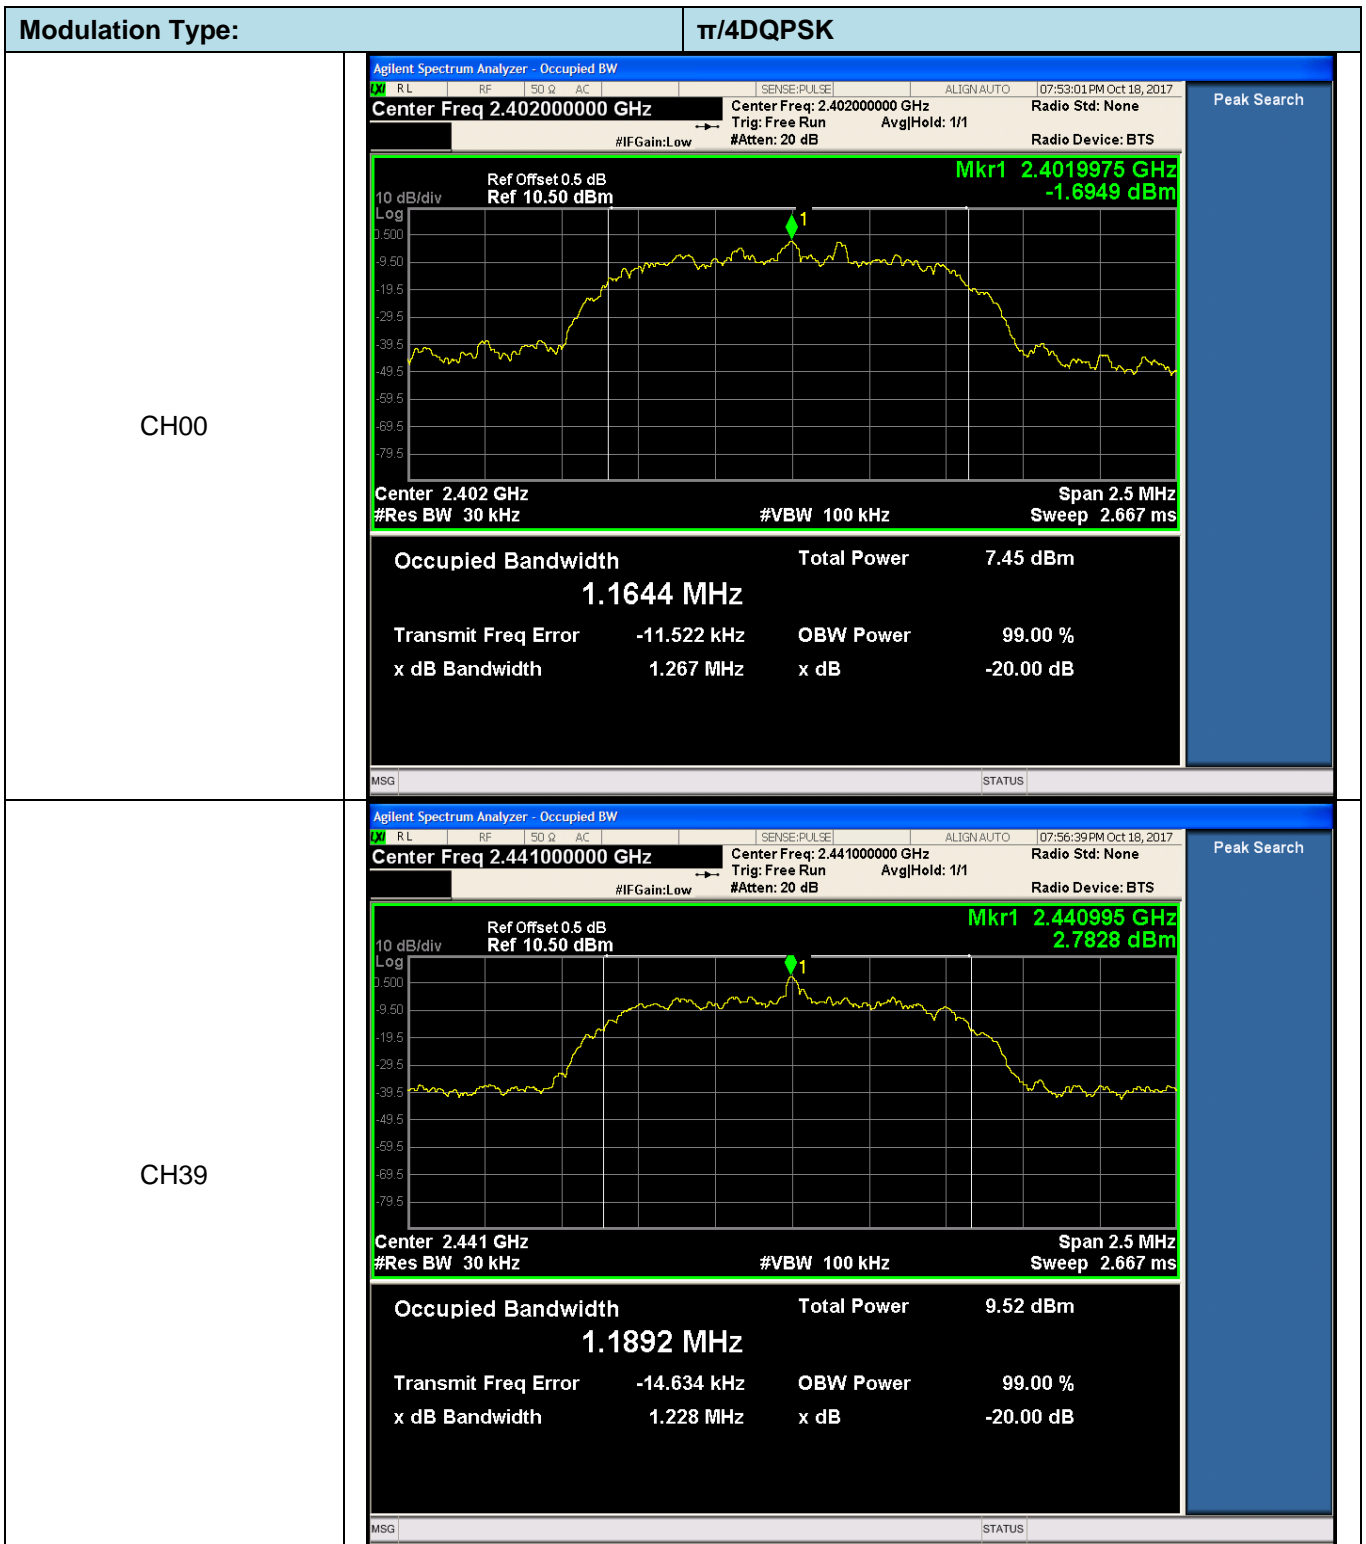 Modulation Type: π/4DQPSK
CH00
Agilent Spectrum Analyzer - Occupied BW
LXI RL RF 50 Ω AC SENSE:PULSE ALIGN AUTO 07:53:01 PM Oct 18, 2017
Center Freq 2.402000000 GHz Center Freq: 2.402000000 GHz Radio Std: None Peak Search
Trig: Free Run Avg|Hold: 1/1
#IFGain:Low #Atten: 20 dB Radio Device: BTS
Mkr1 2.4019975 GHz
-1.6949 dBm
Ref Offset 0.5 dB
10 dB/div Ref 10.50 dBm
Log
0.500
1
-9.50
-19.5
-29.5
-39.5
-49.5
-59.5
-69.5
-79.5
Center 2.402 GHz Span 2.5 MHz
#Res BW 30 kHz #VBW 100 kHz Sweep 2.667 ms
Occupied Bandwidth Total Power 7.45 dBm
1.1644 MHz
Transmit Freq Error -11.522 kHz OBW Power 99.00 %
x dB Bandwidth 1.267 MHz x dB -20.00 dB
MSG STATUS
CH39
Agilent Spectrum Analyzer - Occupied BW
LXI RL RF 50 Ω AC SENSE:PULSE ALIGN AUTO 07:56:39 PM Oct 18, 2017
Center Freq 2.441000000 GHz Center Freq: 2.441000000 GHz Radio Std: None Peak Search
Trig: Free Run Avg|Hold: 1/1
#IFGain:Low #Atten: 20 dB Radio Device: BTS
Mkr1 2.440995 GHz
2.7828 dBm
Ref Offset 0.5 dB
10 dB/div Ref 10.50 dBm
Log
1
0.500
-9.50
-19.5
-29.5
-39.5
-49.5
-59.5
-69.5
-79.5
Center 2.441 GHz Span 2.5 MHz
#Res BW 30 kHz #VBW 100 kHz Sweep 2.667 ms
Occupied Bandwidth Total Power 9.52 dBm
1.1892 MHz
Transmit Freq Error -14.634 kHz OBW Power 99.00 %
x dB Bandwidth 1.228 MHz x dB -20.00 dB
MSG STATUS